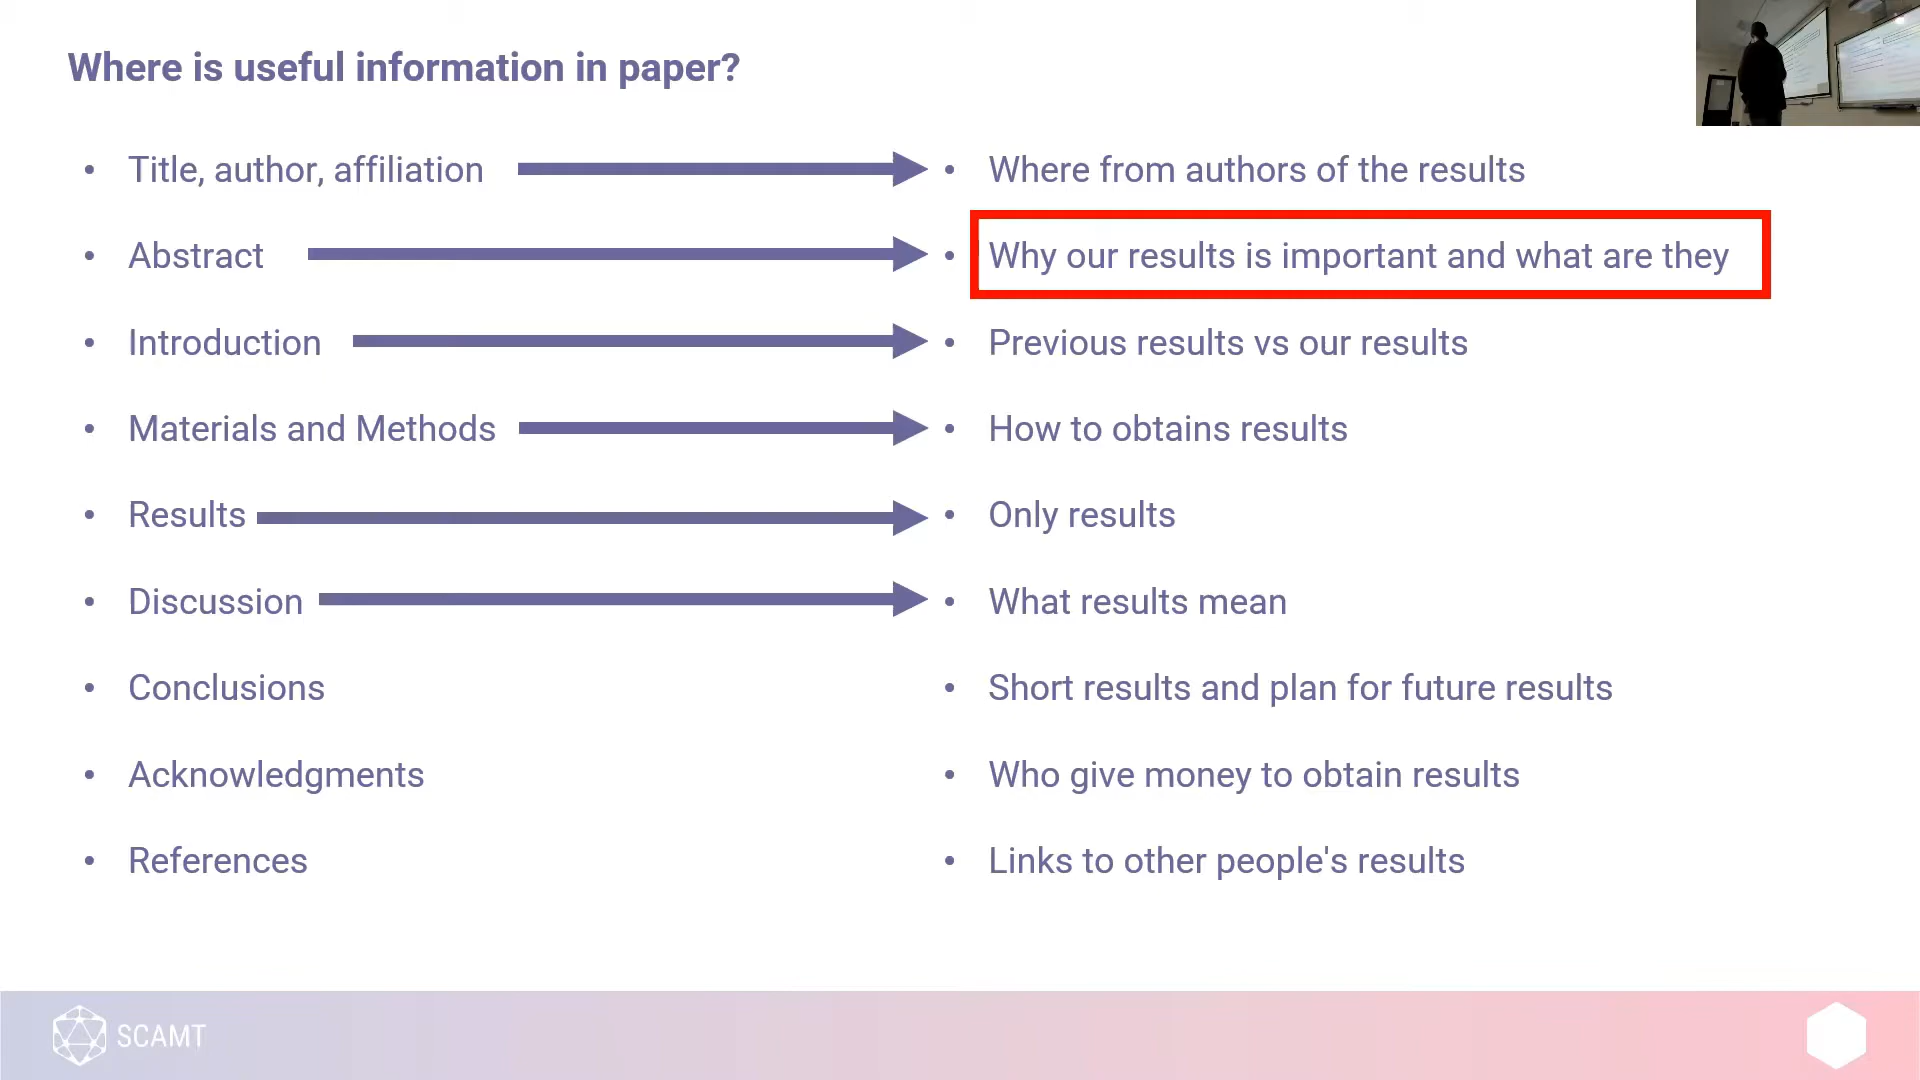 Where is useful information in paper?
• Title, author, affiliation
• Where from authors of the results
• Abstract
• Why our results is important and what are they
• Introduction
• Previous results vs our results
• Materials and Methods
• How to obtains results
• Results
• Only results
• Discussion
• What results mean
• Conclusions
• Short results and plan for future results
• Acknowledgments
• Who give money to obtain results
• References
• Links to other people's results
SCAMT